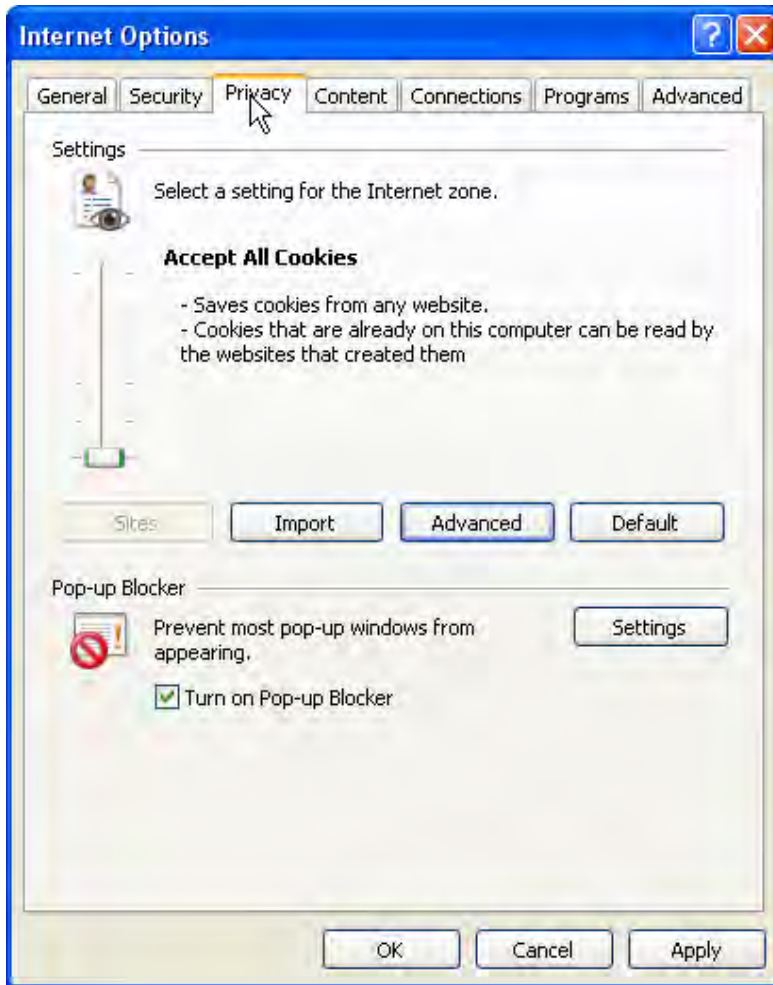 Internet Options
?
General Security Privacy Content Connections Programs Advanced
Settings
Select a setting for the Internet zone.
Accept All Cookies
- Saves cookies from any website.
- Cookies that are already on this computer can be read by
the websites that created them
Sites Import Advanced Default
Pop-up Blocker
Prevent most pop-up windows from
appearing.
Settings
Turn on Pop-up Blocker
OK Cancel Apply